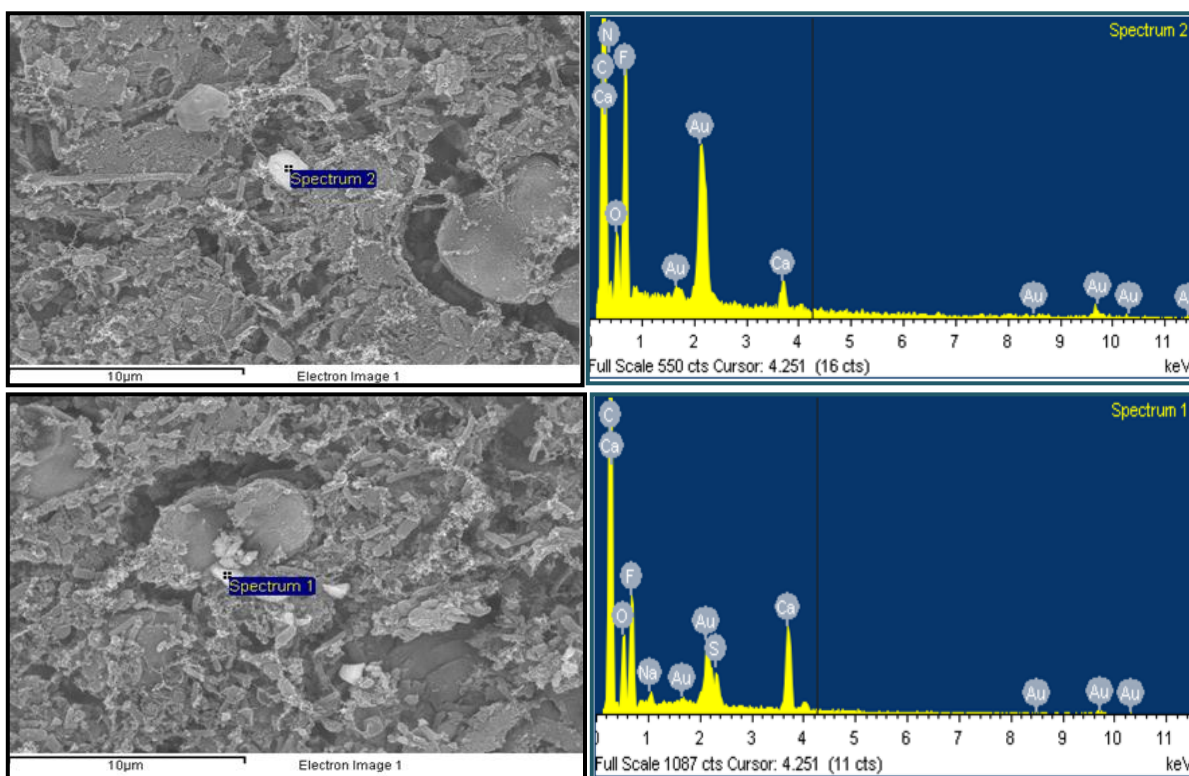 Spectrum 2
10µm Electron Image 1
Spectrum 2
N
C F
Ca
Au
O
Au Ca Au Au Au A
0 1 2 3 4 5 6 7 8 9 10 11
Full Scale 550 cts Cursor: 4.251 (16 cts) keV
Spectrum 1
10µm Electron Image 1
Spectrum 1
C
Ca
F
O Au Ca
S
Na Au Au Au Au
1 2 3 4 5 6 7 8 9 10 11
Full Scale 1087 cts Cursor: 4.251 (11 cts) keV